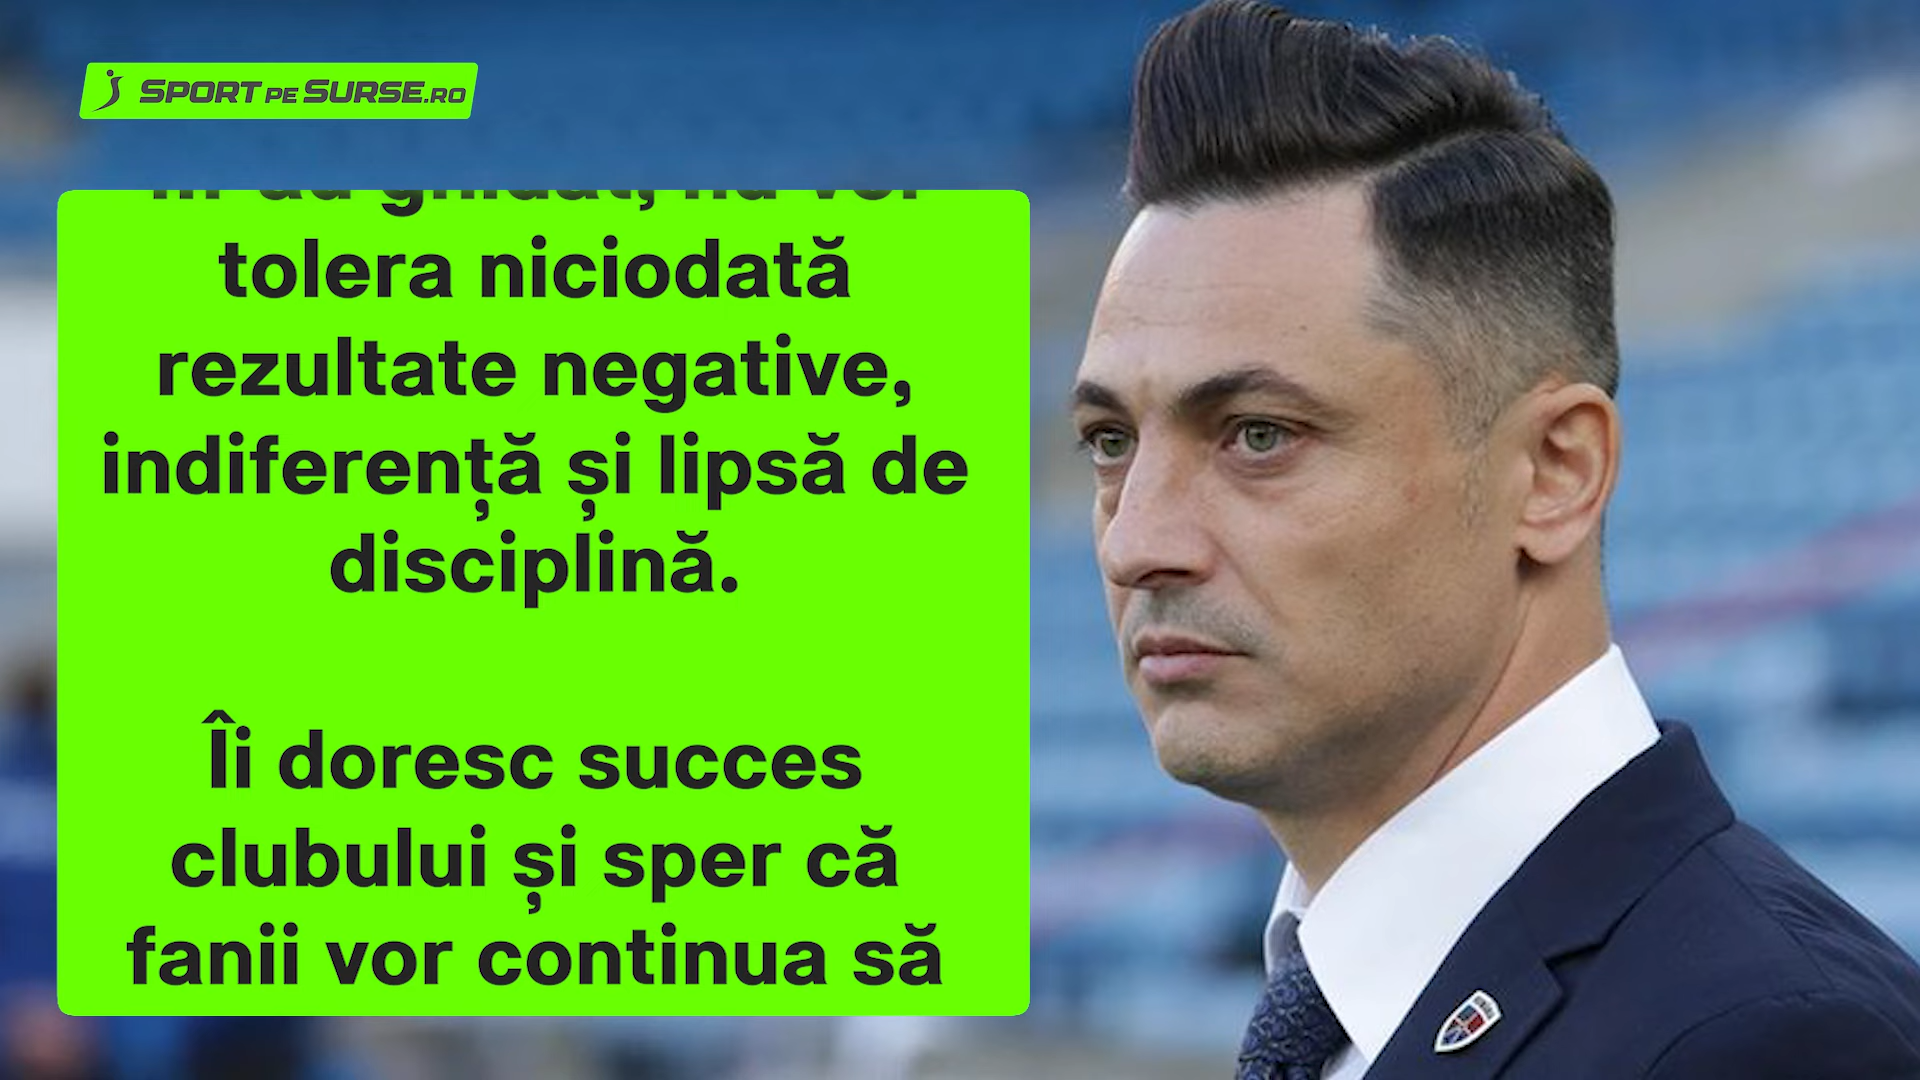 SPORT PE SURSE.RO
tolera niciodată
rezultate negative,
indiferență și lipsă de
disciplină.
Îi doresc succes
clubului și sper că
fanii vor continua să